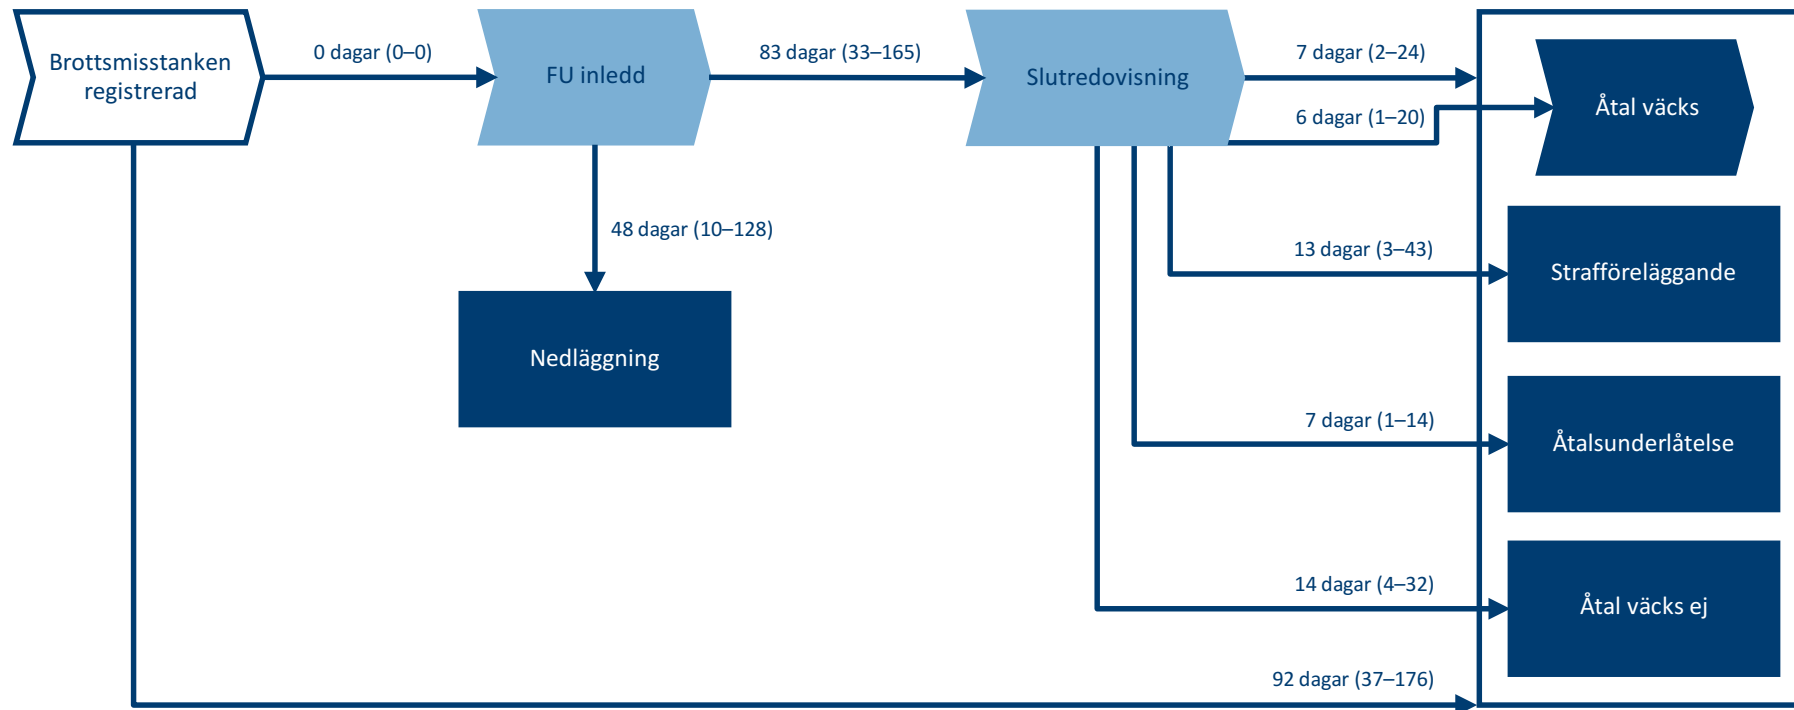 Brottsmisstanken
registrerad
0 dagar (0–0)
FU inledd
83 dagar (33–165)
Slutredovisning
7 dagar (2–24)
6 dagar (1–20)
Åtal väcks
48 dagar (10–128)
13 dagar (3–43)
Strafföreläggande
Nedläggning
7 dagar (1–14)
Åtalsunderlåtelse
14 dagar (4–32)
Åtal väcks ej
92 dagar (37–176)